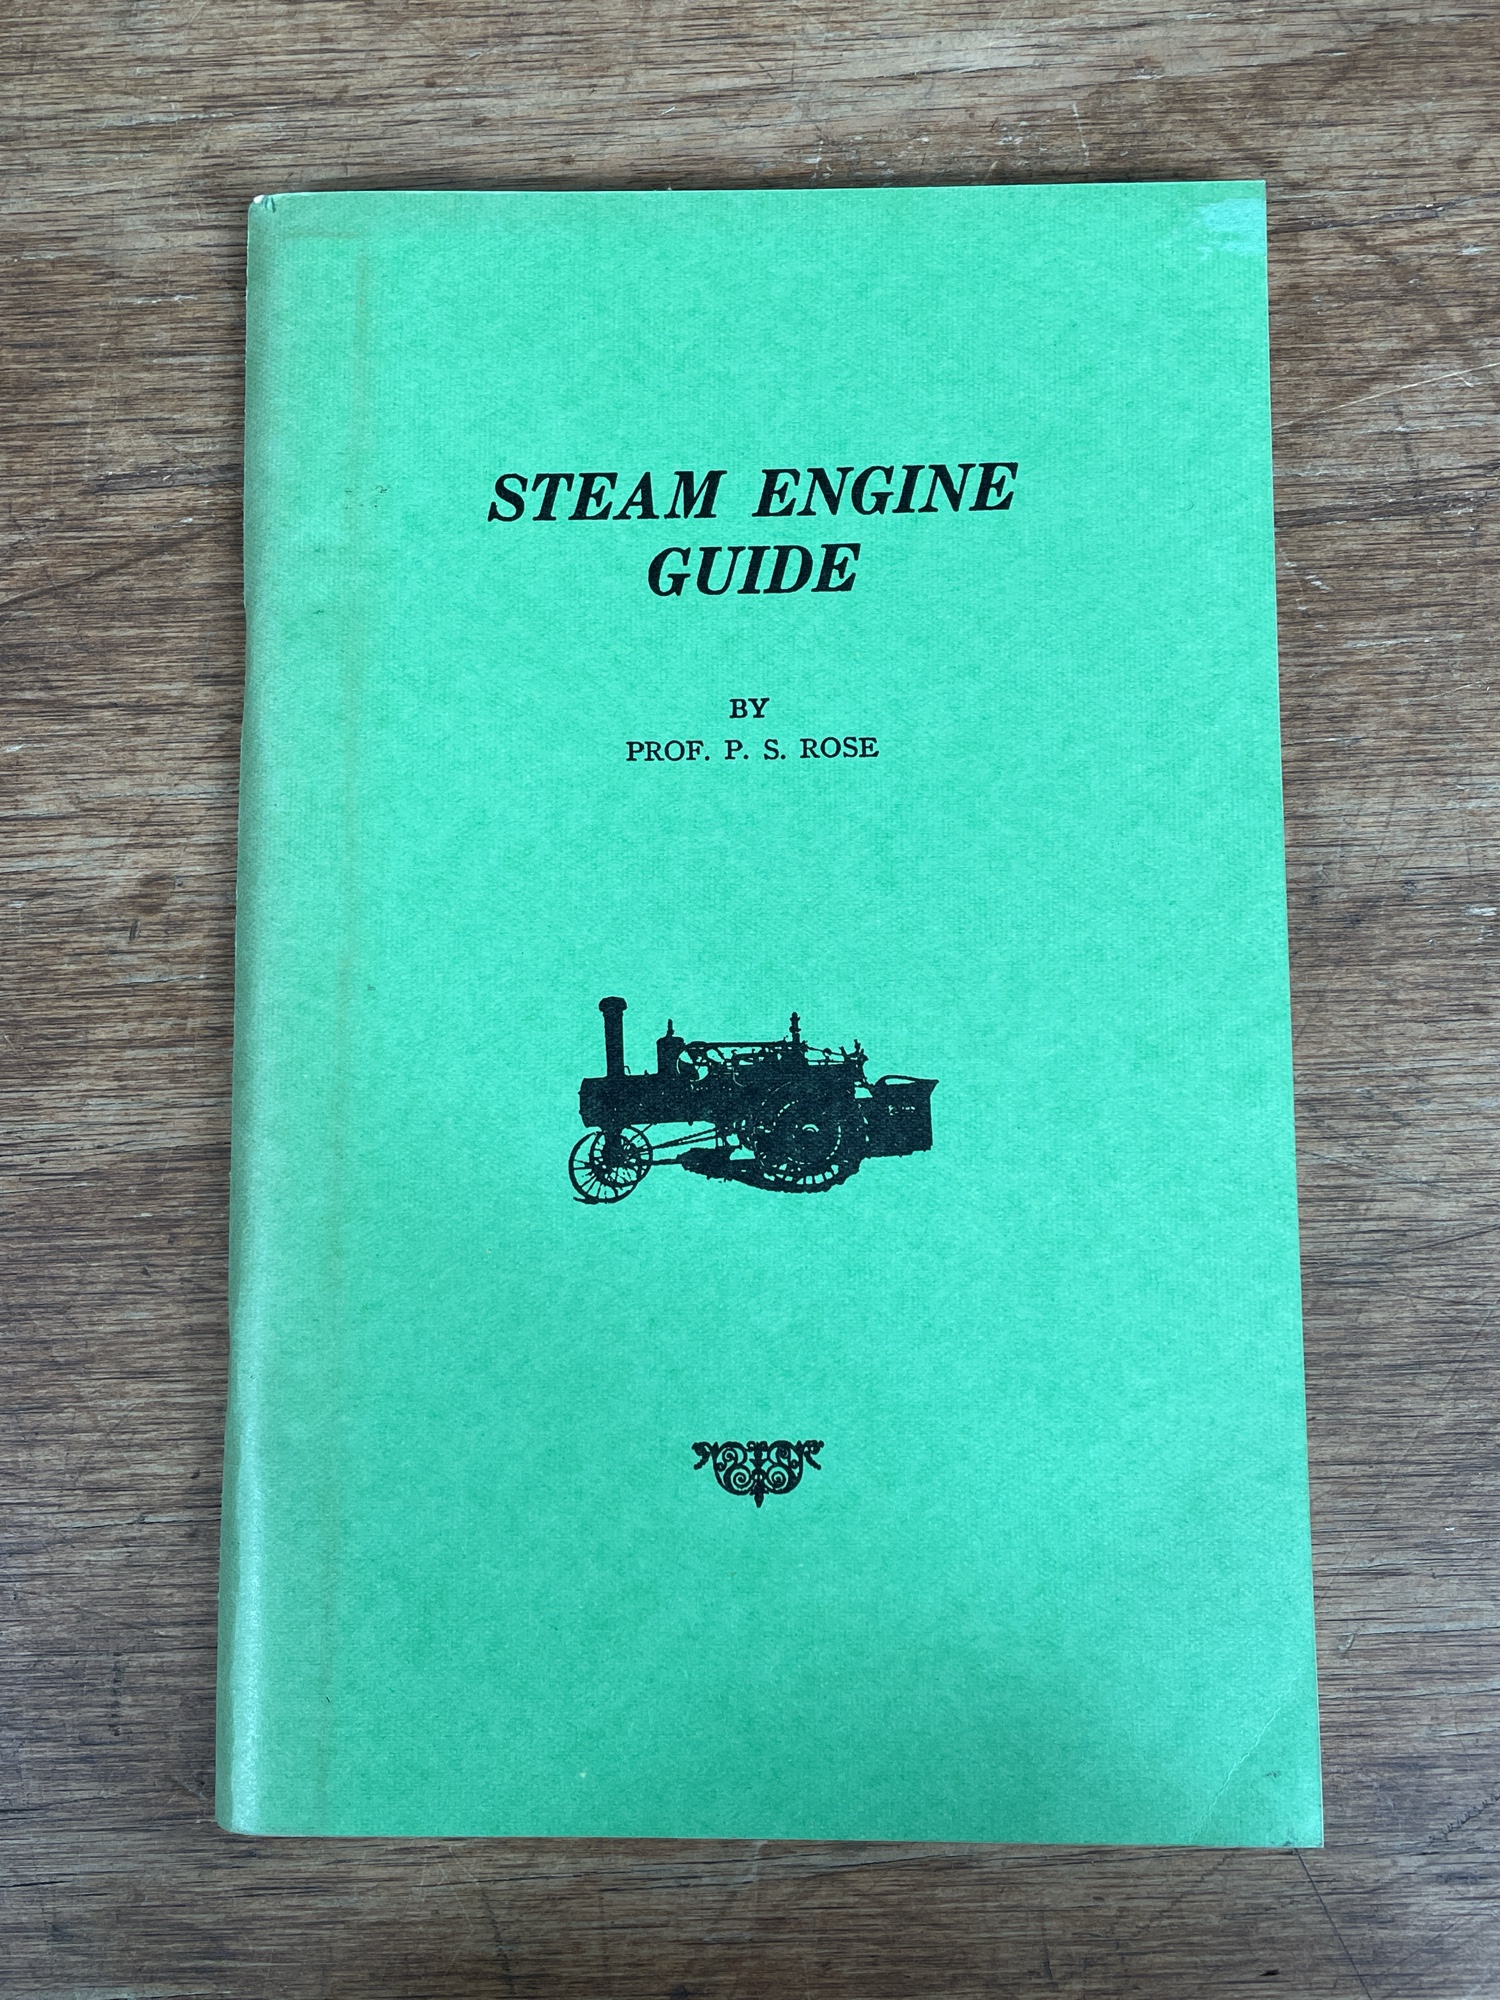 STEAM ENGINE
GUIDE
BY
PROF. P. S. ROSE